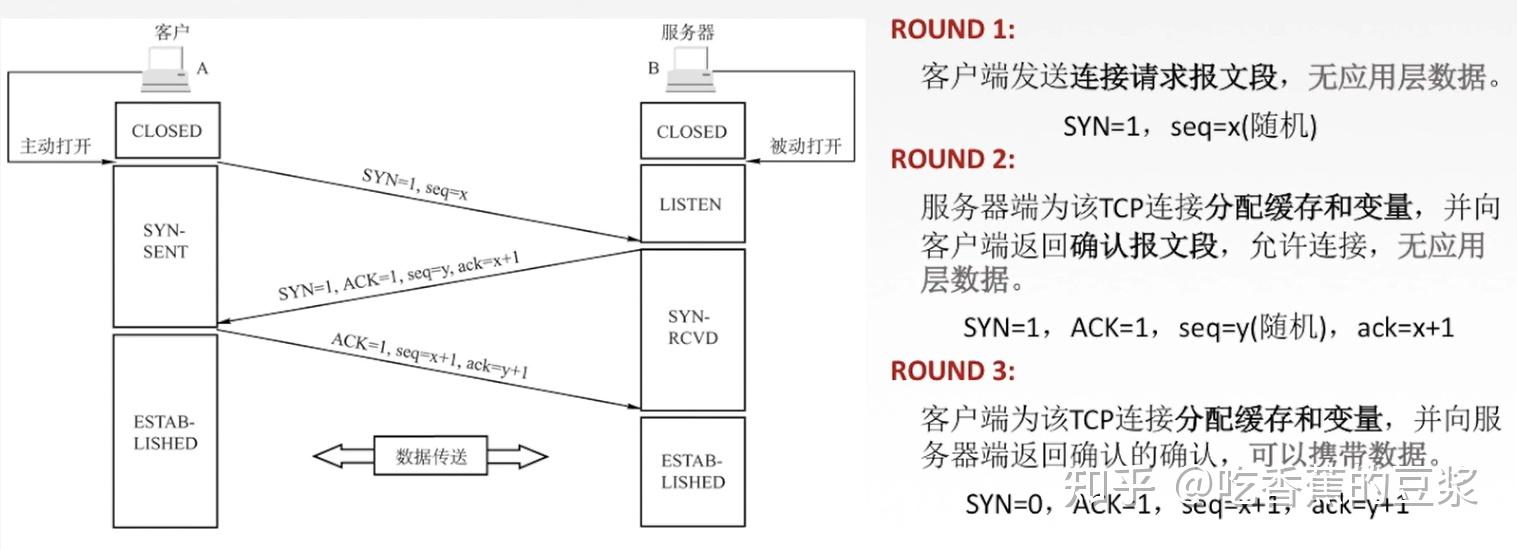 客户
A
服务器
B
CLOSED
CLOSED
主动打开
被动打开
SYN=1, seq=x
LISTEN
SYN-
SENT
SYN=1, ACK=1, seq=y, ack=x+1
SYN-
RCVD
ACK=1, seq=x+1, ack=y+1
ESTAB-
LISHED
数据传送
ESTAB-
LISHED
ROUND 1:
客户端发送连接请求报文段，无应用层数据。
SYN=1，seq=x(随机)
ROUND 2:
服务器端为该TCP连接分配缓存和变量，并向
客户端返回确认报文段，允许连接，无应用
层数据。
SYN=1，ACK=1，seq=y(随机)，ack=x+1
ROUND 3:
客户端为该TCP连接分配缓存和变量，并向服
务器端返回确认的确认，可以携带数据。
SYN=0，ACK=1，seq=x+1，ack=y+1
知乎 @吃香蕉的豆浆